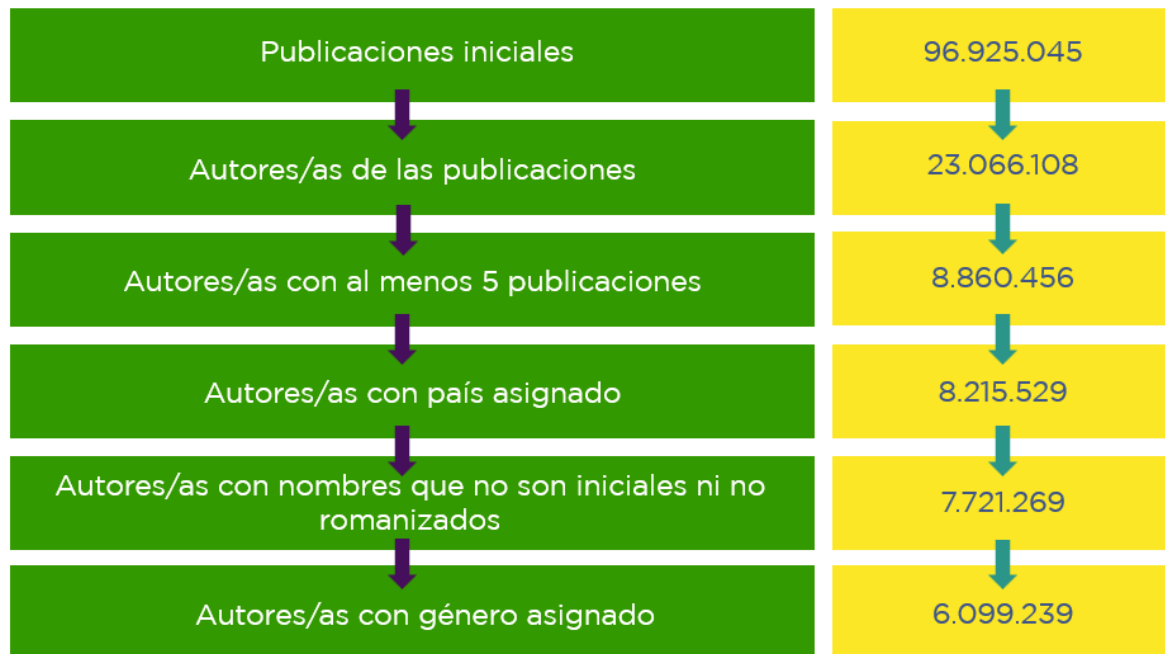 Publicaciones iniciales
96.925.045
Autores/as de las publicaciones
23.066.108
Autores/as con al menos 5 publicaciones
8.860.456
Autores/as con país asignado
8.215.529
Autores/as con nombres que no son iniciales ni no
romanizados
7.721.269
Autores/as con género asignado
6.099.239